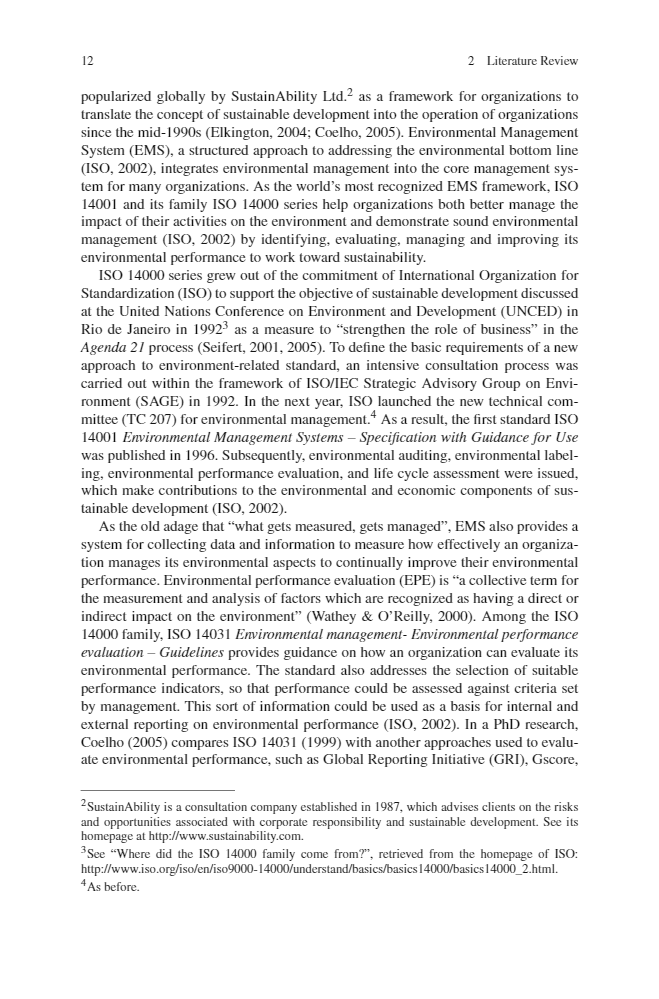 12
2 Literature Review
popularized globally by SustainAbility Ltd.2 as a framework for organizations to
translate the concept of sustainable development into the operation of organizations
since the mid-1990s (Elkington, 2004; Coelho, 2005). Environmental Management
System (EMS), a structured approach to addressing the environmental bottom line
(ISO, 2002), integrates environmental management into the core management sys-
tem for many organizations. As the world's most recognized EMS framework, ISO
14001 and its family ISO 14000 series help organizations both better manage the
impact of their activities on the environment and demonstrate sound environmental
management (ISO, 2002) by identifying, evaluating, managing and improving its
environmental performance to work toward sustainability.
ISO 14000 series grew out of the commitment of International Organization for
Standardization (ISO) to support the objective of sustainable development discussed
at the United Nations Conference on Environment and Development (UNCED) in
Rio de Janeiro in 19923 as a measure to “strengthen the role of business” in the
Agenda 21 process (Seifert, 2001, 2005). To define the basic requirements of a new
approach to environment-related standard, an intensive consultation process was
carried out within the framework of ISO/IEC Strategic Advisory Group on Envi-
ronment (SAGE) in 1992. In the next year, ISO launched the new technical com-
mittee (TC 207) for environmental management.4 As a result, the first standard ISO
14001 Environmental Management Systems – Specification with Guidance for Use
was published in 1996. Subsequently, environmental auditing, environmental label-
ing, environmental performance evaluation, and life cycle assessment were issued,
which make contributions to the environmental and economic components of sus-
tainable development (ISO, 2002).
As the old adage that “what gets measured, gets managed”, EMS also provides a
system for collecting data and information to measure how effectively an organiza-
tion manages its environmental aspects to continually improve their environmental
performance. Environmental performance evaluation (EPE) is “a collective term for
the measurement and analysis of factors which are recognized as having a direct or
indirect impact on the environment” (Wathey & O'Reilly, 2000). Among the ISO
14000 family, ISO 14031 Environmental management- Environmental performance
evaluation – Guidelines provides guidance on how an organization can evaluate its
environmental performance. The standard also addresses the selection of suitable
performance indicators, so that performance could be assessed against criteria set
by management. This sort of information could be used as a basis for internal and
external reporting on environmental performance (ISO, 2002). In a PhD research,
Coelho (2005) compares ISO 14031 (1999) with another approaches used to evalu-
ate environmental performance, such as Global Reporting Initiative (GRI), Gscore,
2SustainAbility is a consultation company established in 1987, which advises clients on the risks
and opportunities associated with corporate responsibility and sustainable development. See its
homepage at http://www.sustainability.com.
3See “Where did the ISO 14000 family come from?”, retrieved from the homepage of ISO:
http://www.iso.org/iso/en/iso9000-14000/understand/basics/basics14000/basics14000_2.html.
4As before.